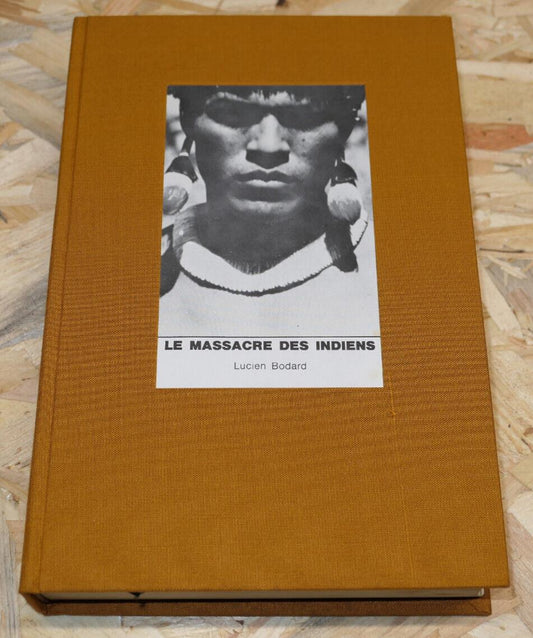 LE MASSACRE DES INDIENS
Lucien Bodard